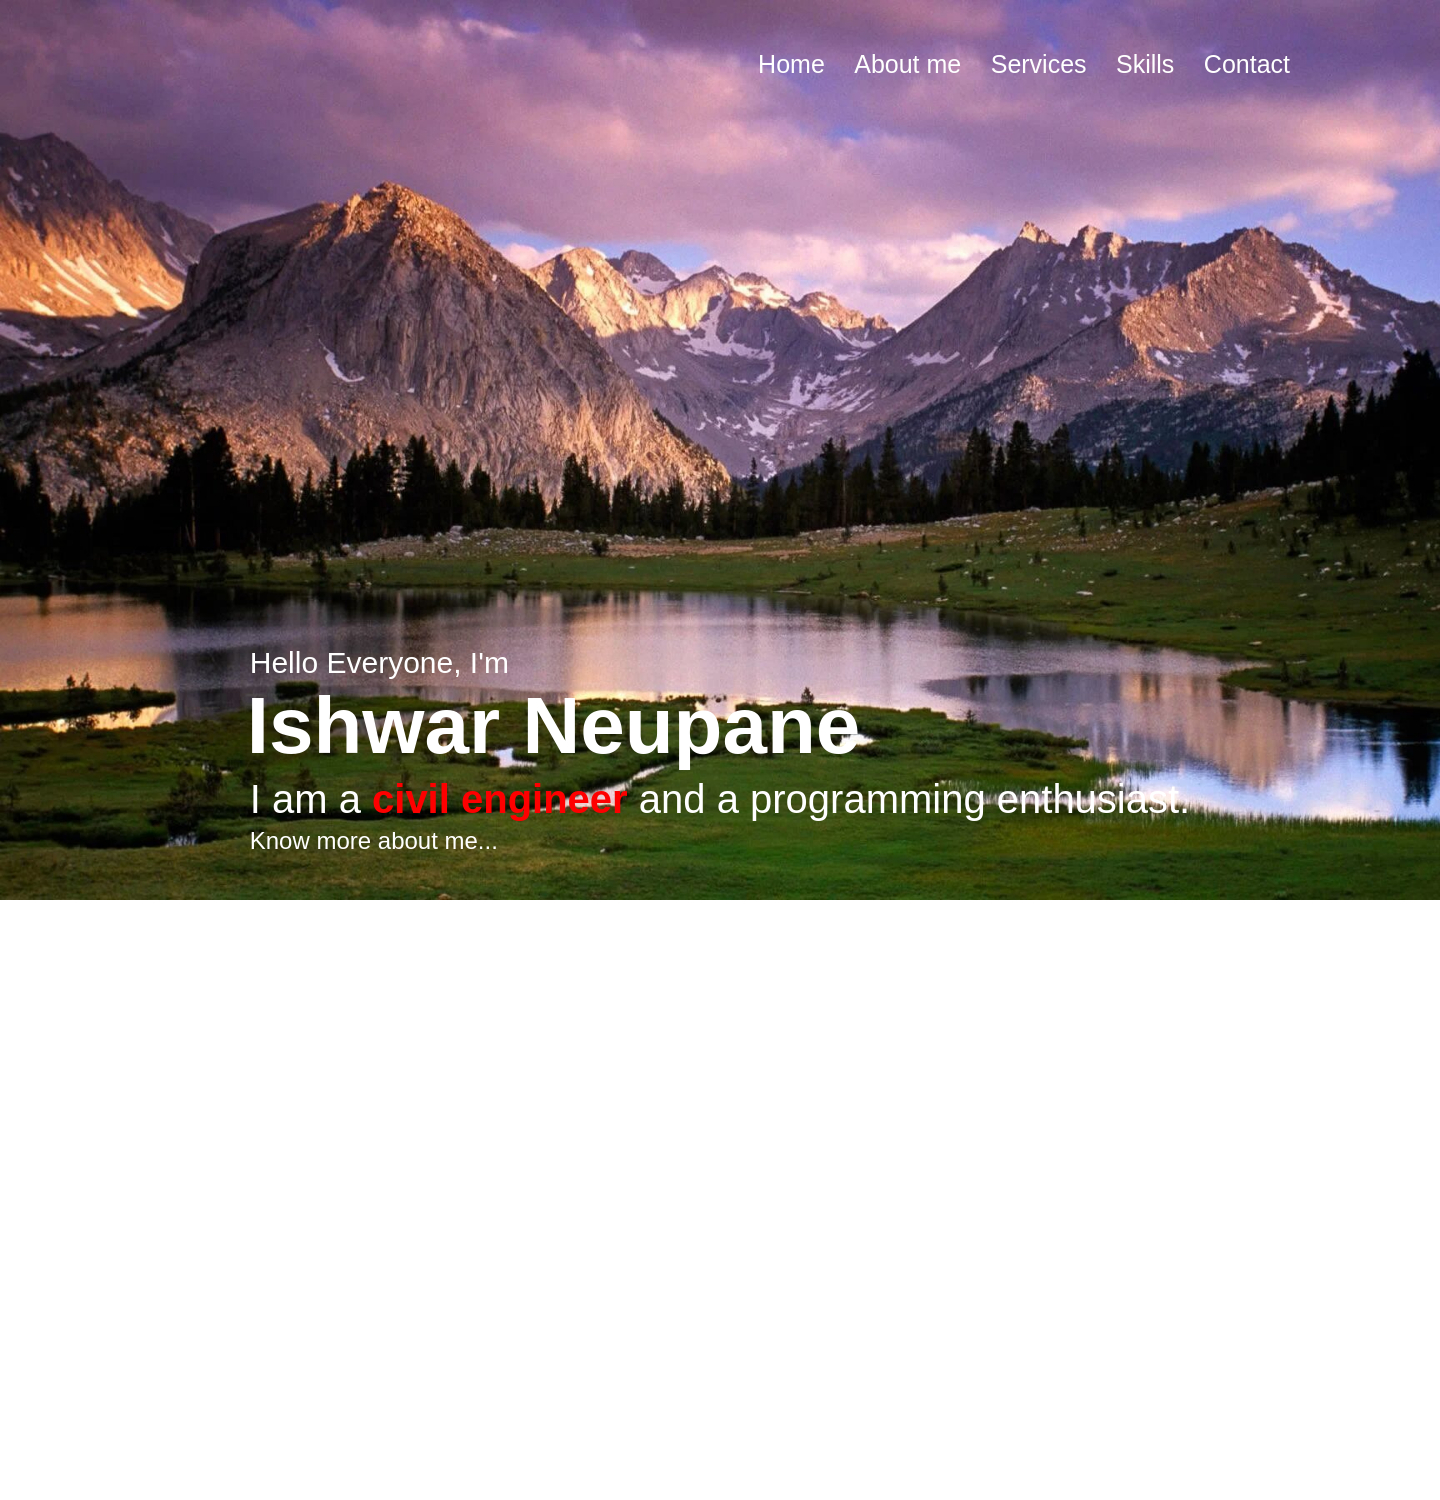 Home About me Services Skills Contact
Hello Everyone, I'm
Ishwar Neupane
I am a civil engineer and a programming enthusiast.
Know more about me...